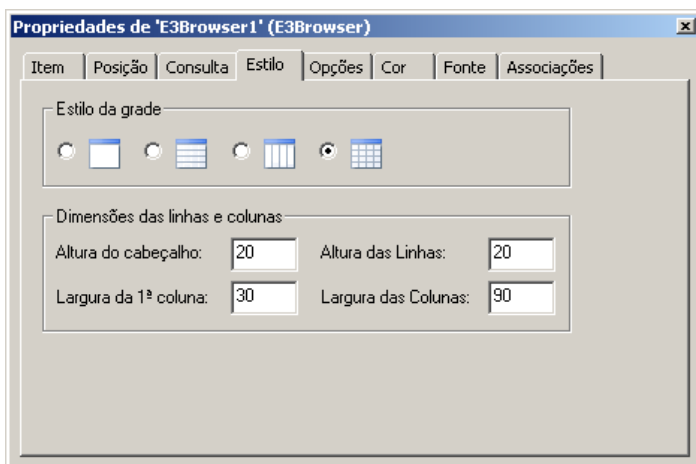 Propriedades de 'E3Browser1' (E3Browser)
Item Posição Consulta Estilo Opções Cor Fonte Associações
Estilo da grade
Dimensões das linhas e colunas
Altura do cabeçalho: 20 Altura das Linhas: 20
Largura da 1ª coluna: 30 Largura das Colunas: 90